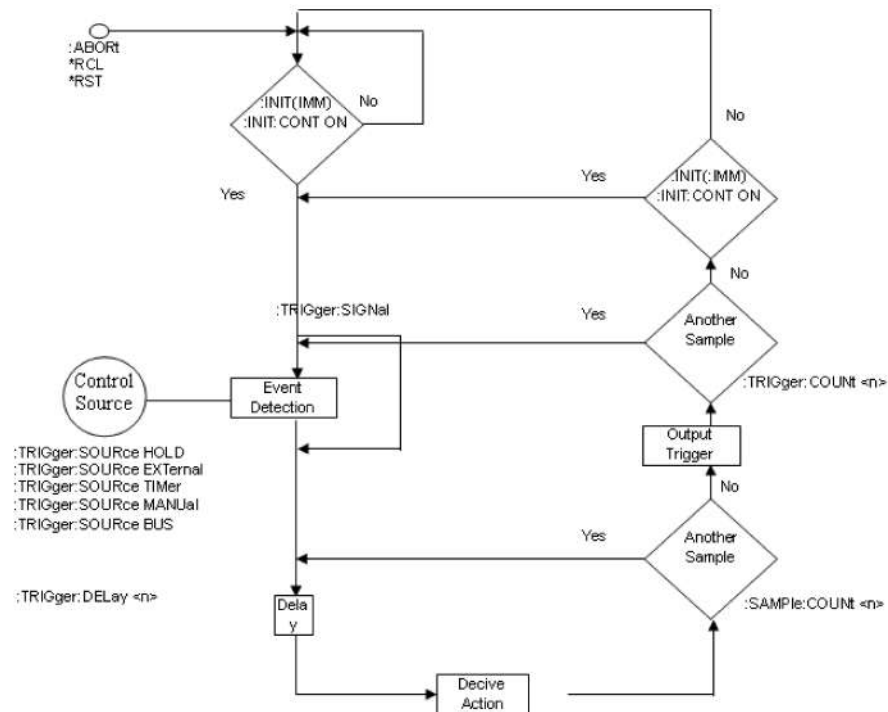 :ABORt
*RCL
*RST
:INIT(IMM)
:INIT:CONT ON
No
Yes
No
:INIT(:IMM)
:INIT:CONT ON
Yes
No
:TRIGger:SIGNal
Yes
Another
Sample
:TRIGger:COUNt <n>
Control
Source
Event
Detection
Output
Trigger
:TRIGger:SOURce HOLD
:TRIGger:SOURce EXTernal
:TRIGger:SOURce TIMer
:TRIGger:SOURce MANUal
:TRIGger:SOURce BUS
No
Yes
Another
Sample
:TRIGger:DELay <n>
Dela
y
:SAMPle:COUNt <n>
Decive
Action